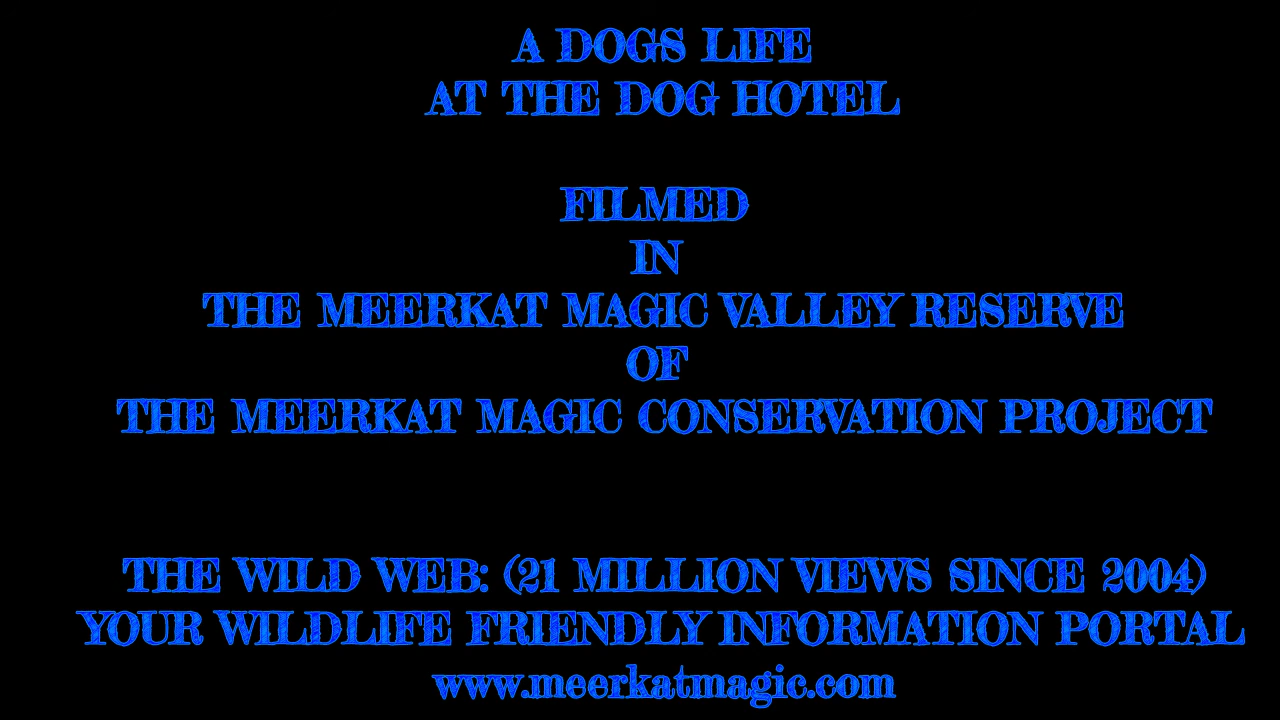 A DOGS LIFE
AT THE DOG HOTEL
FILMED
IN
THE MEERKAT MAGIC VALLEY RESERVE
OF
THE MEERKAT MAGIC CONSERVATION PROJECT
THE WILD WEB: (21 MILLION VIEWS SINCE 2004)
YOUR WILDLIFE FRIENDLY INFORMATION PORTAL
www.meerkatmagic.com